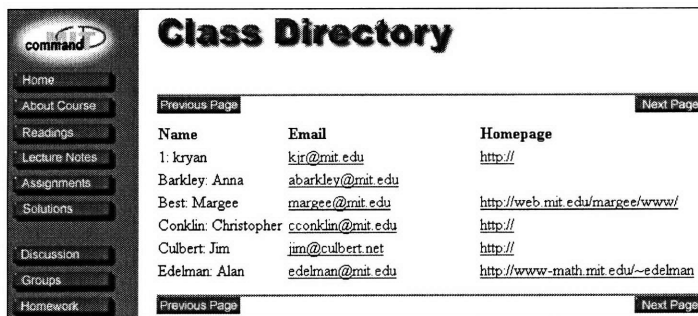 command MIT
Class Directory
Home
About Course
Readings
Lecture Notes
Assignments
Solutions
Discussion
Groups
Homework
Previous Page Next Page
Name Email Homepage
1: kryan kjr@mit.edu http://
Barkley: Anna abarkley@mit.edu
Best: Margee margee@mit.edu http://web.mit.edu/margee/www/
Conklin: Christopher cconklin@mit.edu http://
Culbert: Jim jim@culbert.net http://
Edelman: Alan edelman@mit.edu http://www-math.mit.edu/~edelman
Previous Page Next Page